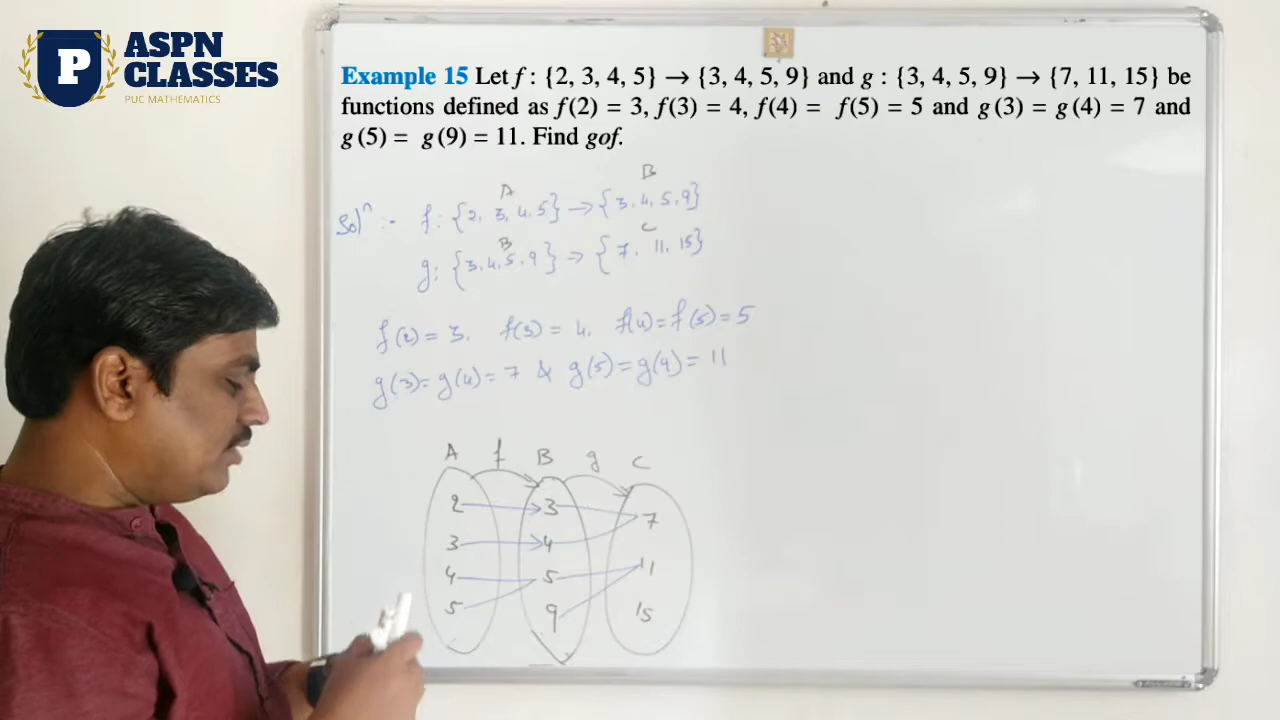 P
ASPN
CLASSES
PUC MATHEMATICS
Example 15 Let f : {2, 3, 4, 5} → {3, 4, 5, 9} and g : {3, 4, 5, 9} → {7, 11, 15} be
functions defined as f (2) = 3, f (3) = 4, f (4) = f (5) = 5 and g (3) = g (4) = 7 and
g (5) = g (9) = 11. Find gof.
A B
Solⁿ :- f : {2, 3, 4, 5} → {3, 4, 5, 9}
B C
g : {3, 4, 5, 9} → {7, 11, 15}
f(2) = 3, f(3) = 4, f(4) = f(5) = 5
g(3) = g(4) = 7 & g(5) = g(9) = 11
A f B g C
2 3 7
3 4
4 5 11
5 9 15